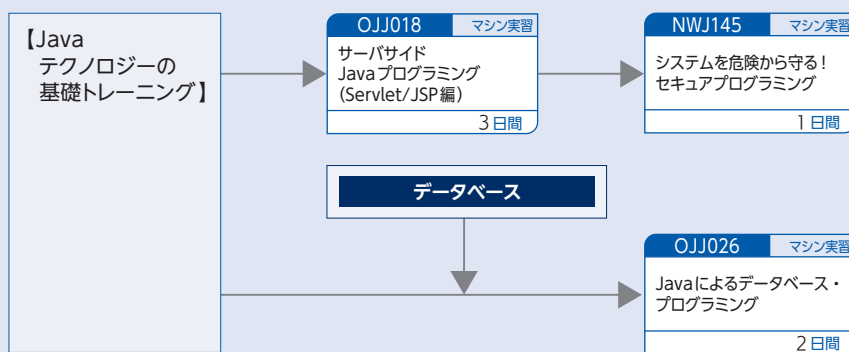 【Java
テクノロジーの
基礎トレーニング】
OJJ018 マシン実習
サーバサイド
Javaプログラミング
(Servlet/JSP編)
3日間
NWJ145 マシン実習
システムを危険から守る!
セキュアプログラミング
1日間
データベース
OJJ026 マシン実習
Javaによるデータベース・
プログラミング
2日間